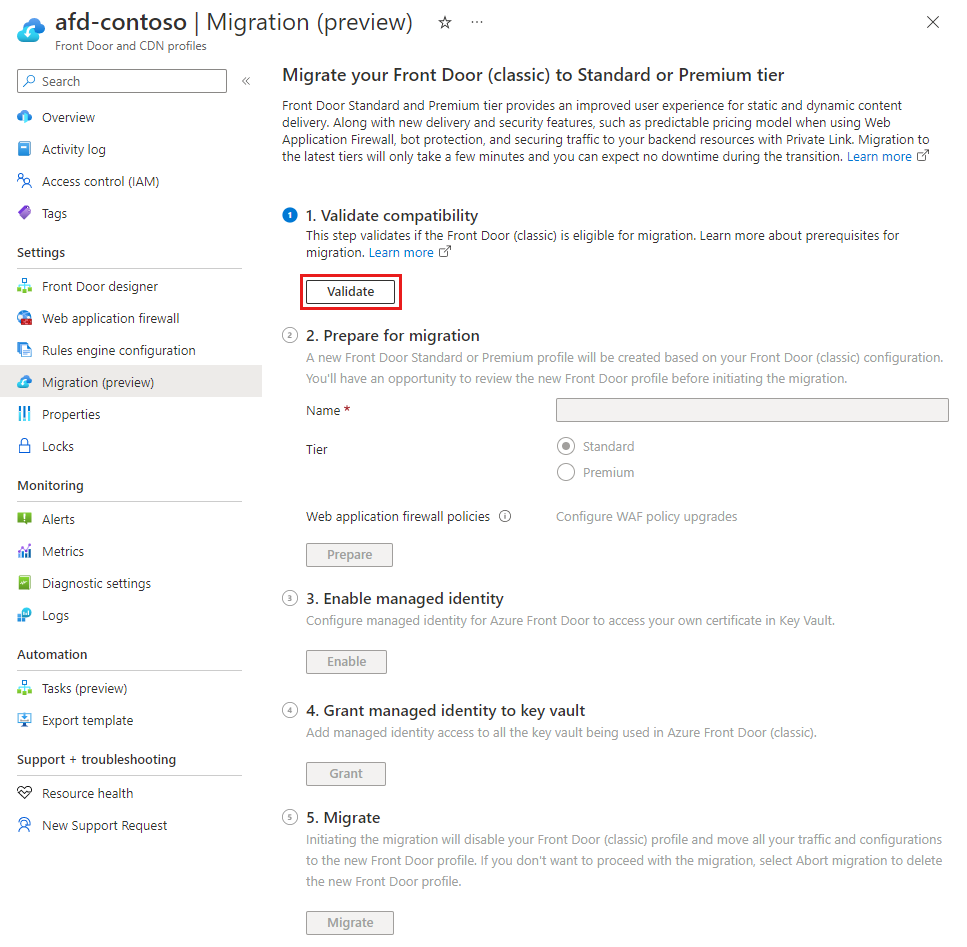 afd-contoso | Migration (preview) ☆ ···
Front Door and CDN profiles
Search
«
Overview
Activity log
Access control (IAM)
Tags
Settings
Front Door designer
Web application firewall
Rules engine configuration
Migration (preview)
Properties
Locks
Monitoring
Alerts
Metrics
Diagnostic settings
Logs
Automation
Tasks (preview)
Export template
Support + troubleshooting
Resource health
New Support Request
Migrate your Front Door (classic) to Standard or Premium tier
Front Door Standard and Premium tier provides an improved user experience for static and dynamic content
delivery. Along with new delivery and security features, such as predictable pricing model when using Web
Application Firewall, bot protection, and securing traffic to your backend resources with Private Link. Migration to
the latest tiers will only take a few minutes and you can expect no downtime during the transition. Learn more
1 1. Validate compatibility
This step validates if the Front Door (classic) is eligible for migration. Learn more about prerequisites for
migration. Learn more
Validate
2 2. Prepare for migration
A new Front Door Standard or Premium profile will be created based on your Front Door (classic) configuration.
You'll have an opportunity to review the new Front Door profile before initiating the migration.
Name *
Tier
Standard
Premium
Web application firewall policies
Configure WAF policy upgrades
Prepare
3 3. Enable managed identity
Configure managed identity for Azure Front Door to access your own certificate in Key Vault.
Enable
4 4. Grant managed identity to key vault
Add managed identity access to all the key vault being used in Azure Front Door (classic).
Grant
5 5. Migrate
Initiating the migration will disable your Front Door (classic) profile and move all your traffic and configurations
to the new Front Door profile. If you don't want to proceed with the migration, select Abort migration to delete
the new Front Door profile.
Migrate